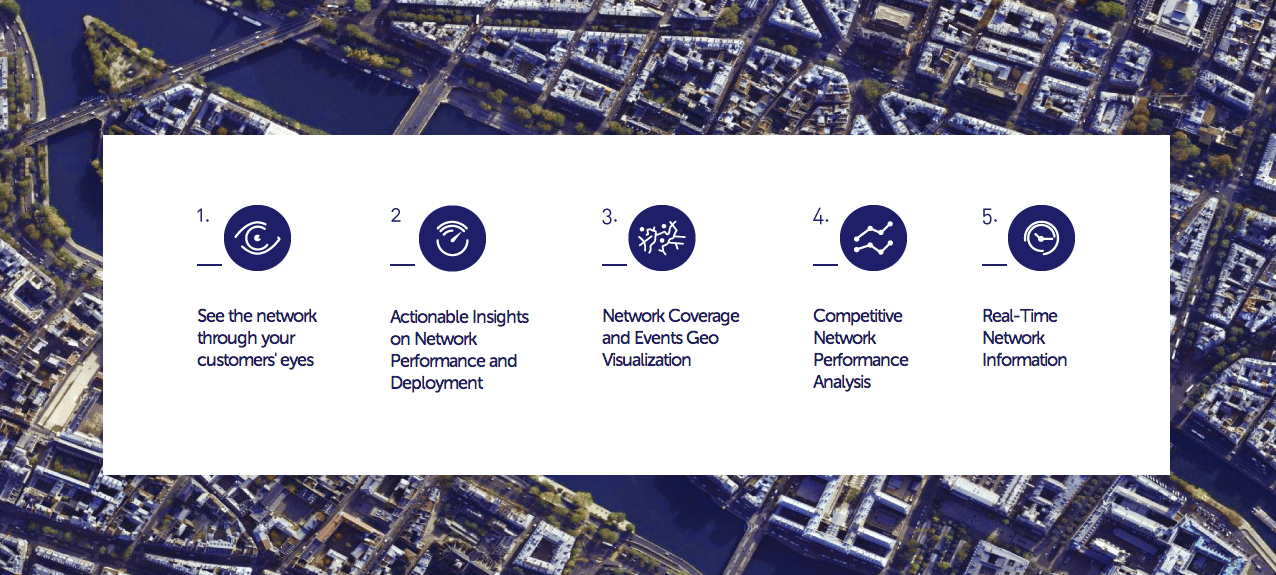 1.
See the network
through your
customers' eyes
2
Actionable Insights
on Network
Performance and
Deployment
3.
Network Coverage
and Events Geo
Visualization
4.
Competitive
Network
Performance
Analysis
5.
Real-Time
Network
Information